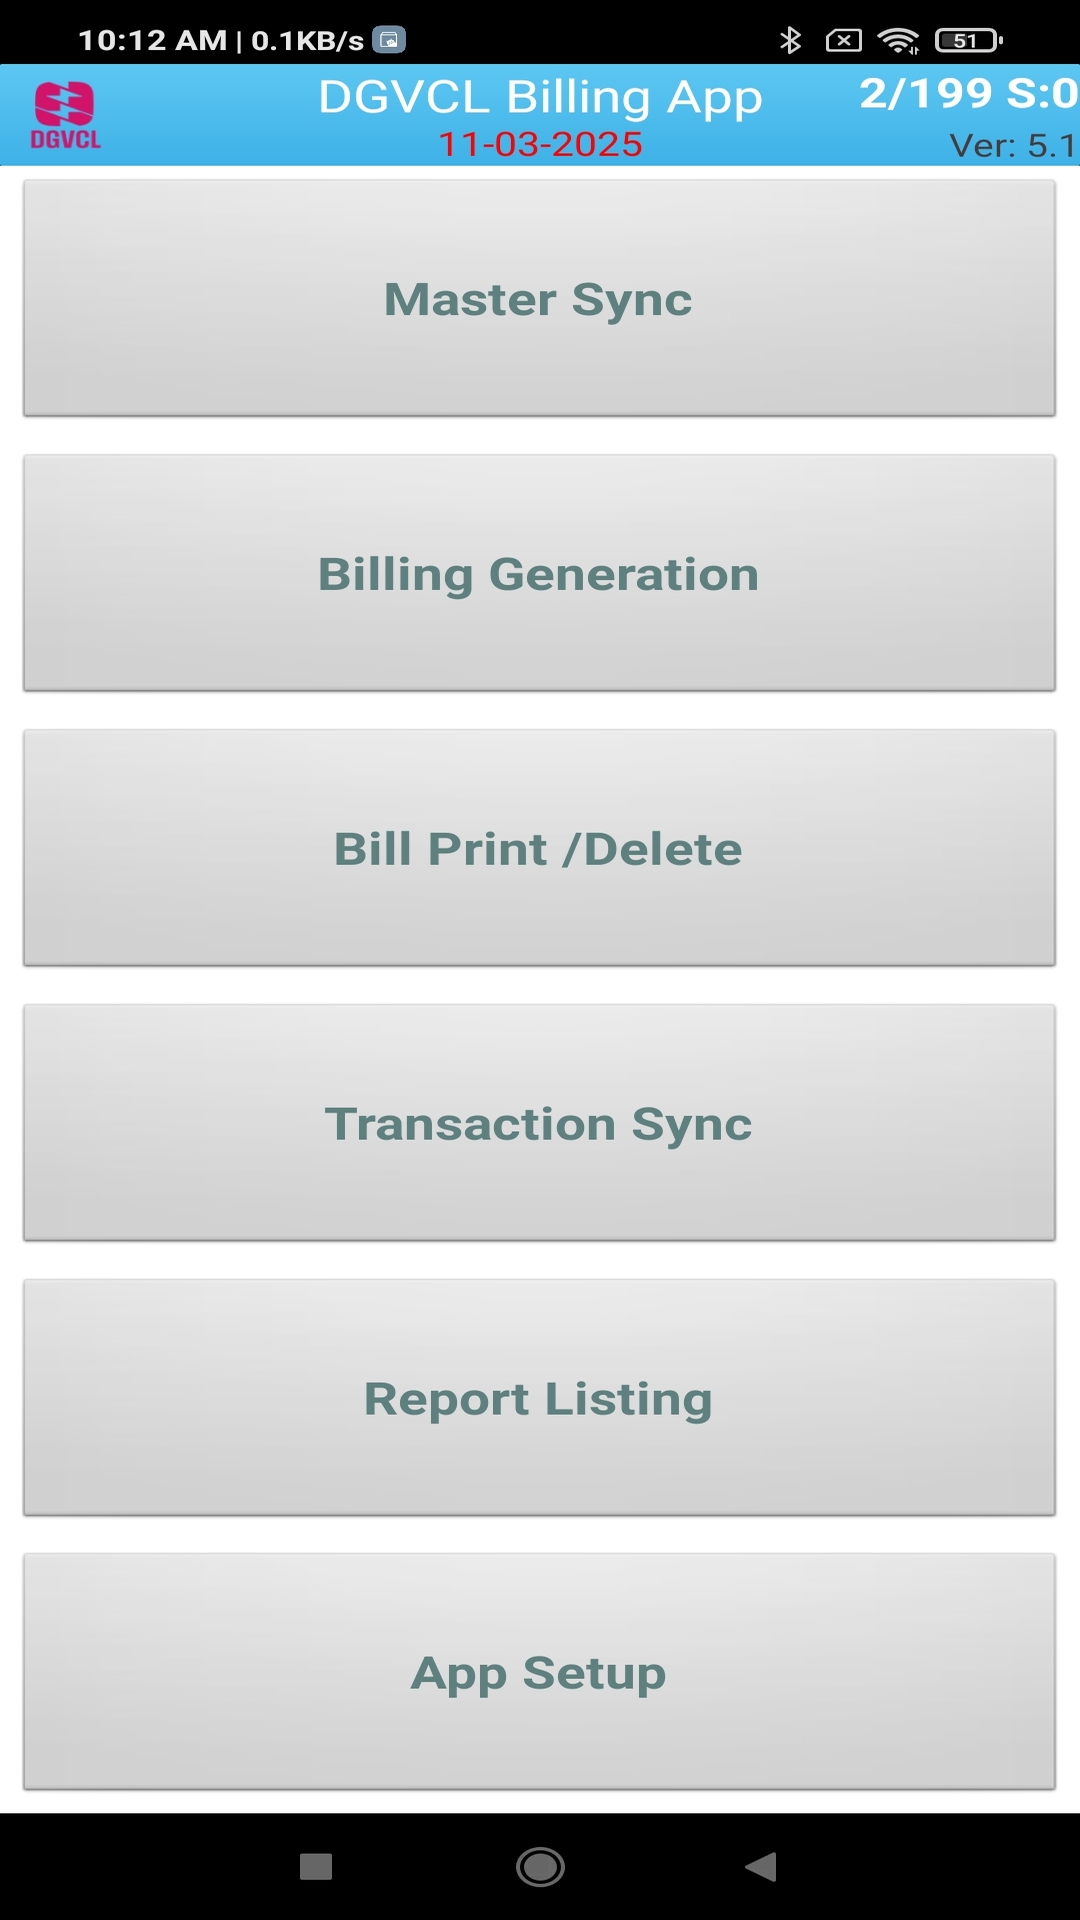 10:12 AM | 0.1KB/s
51
DGVCL Billing App
2/199 S:0
DGVCL
11-03-2025
Ver: 5.1
Master Sync
Billing Generation
Bill Print /Delete
Transaction Sync
Report Listing
App Setup